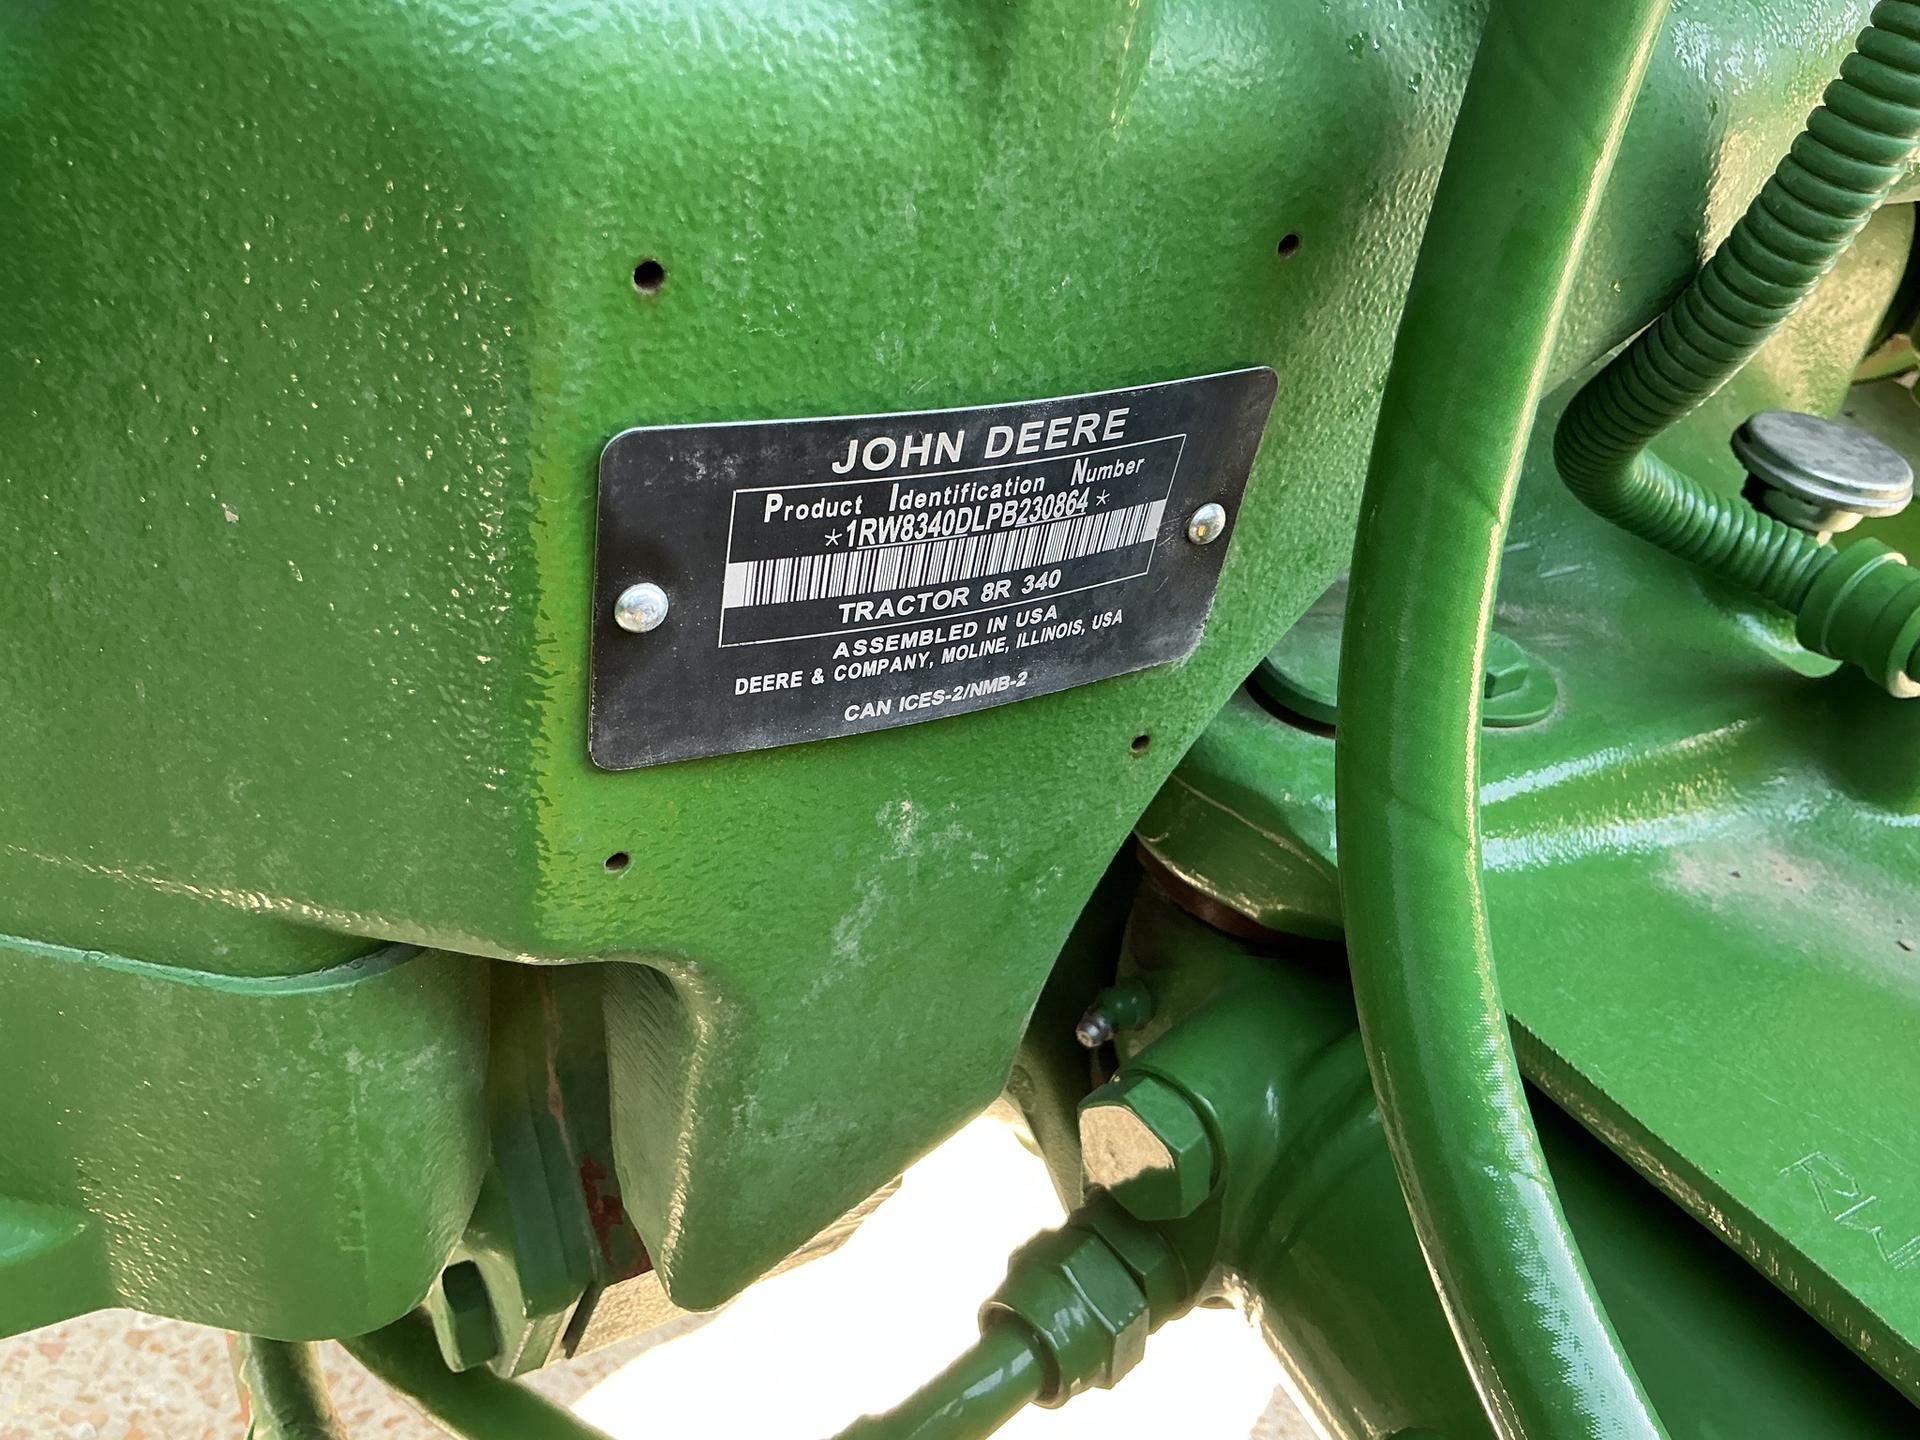 JOHN DEERE
Product Identification Number
*1RW8340DLPB230864*
TRACTOR 8R 340
ASSEMBLED IN USA
DEERE & COMPANY, MOLINE, ILLINOIS, USA
CAN ICES-2/NMB-2